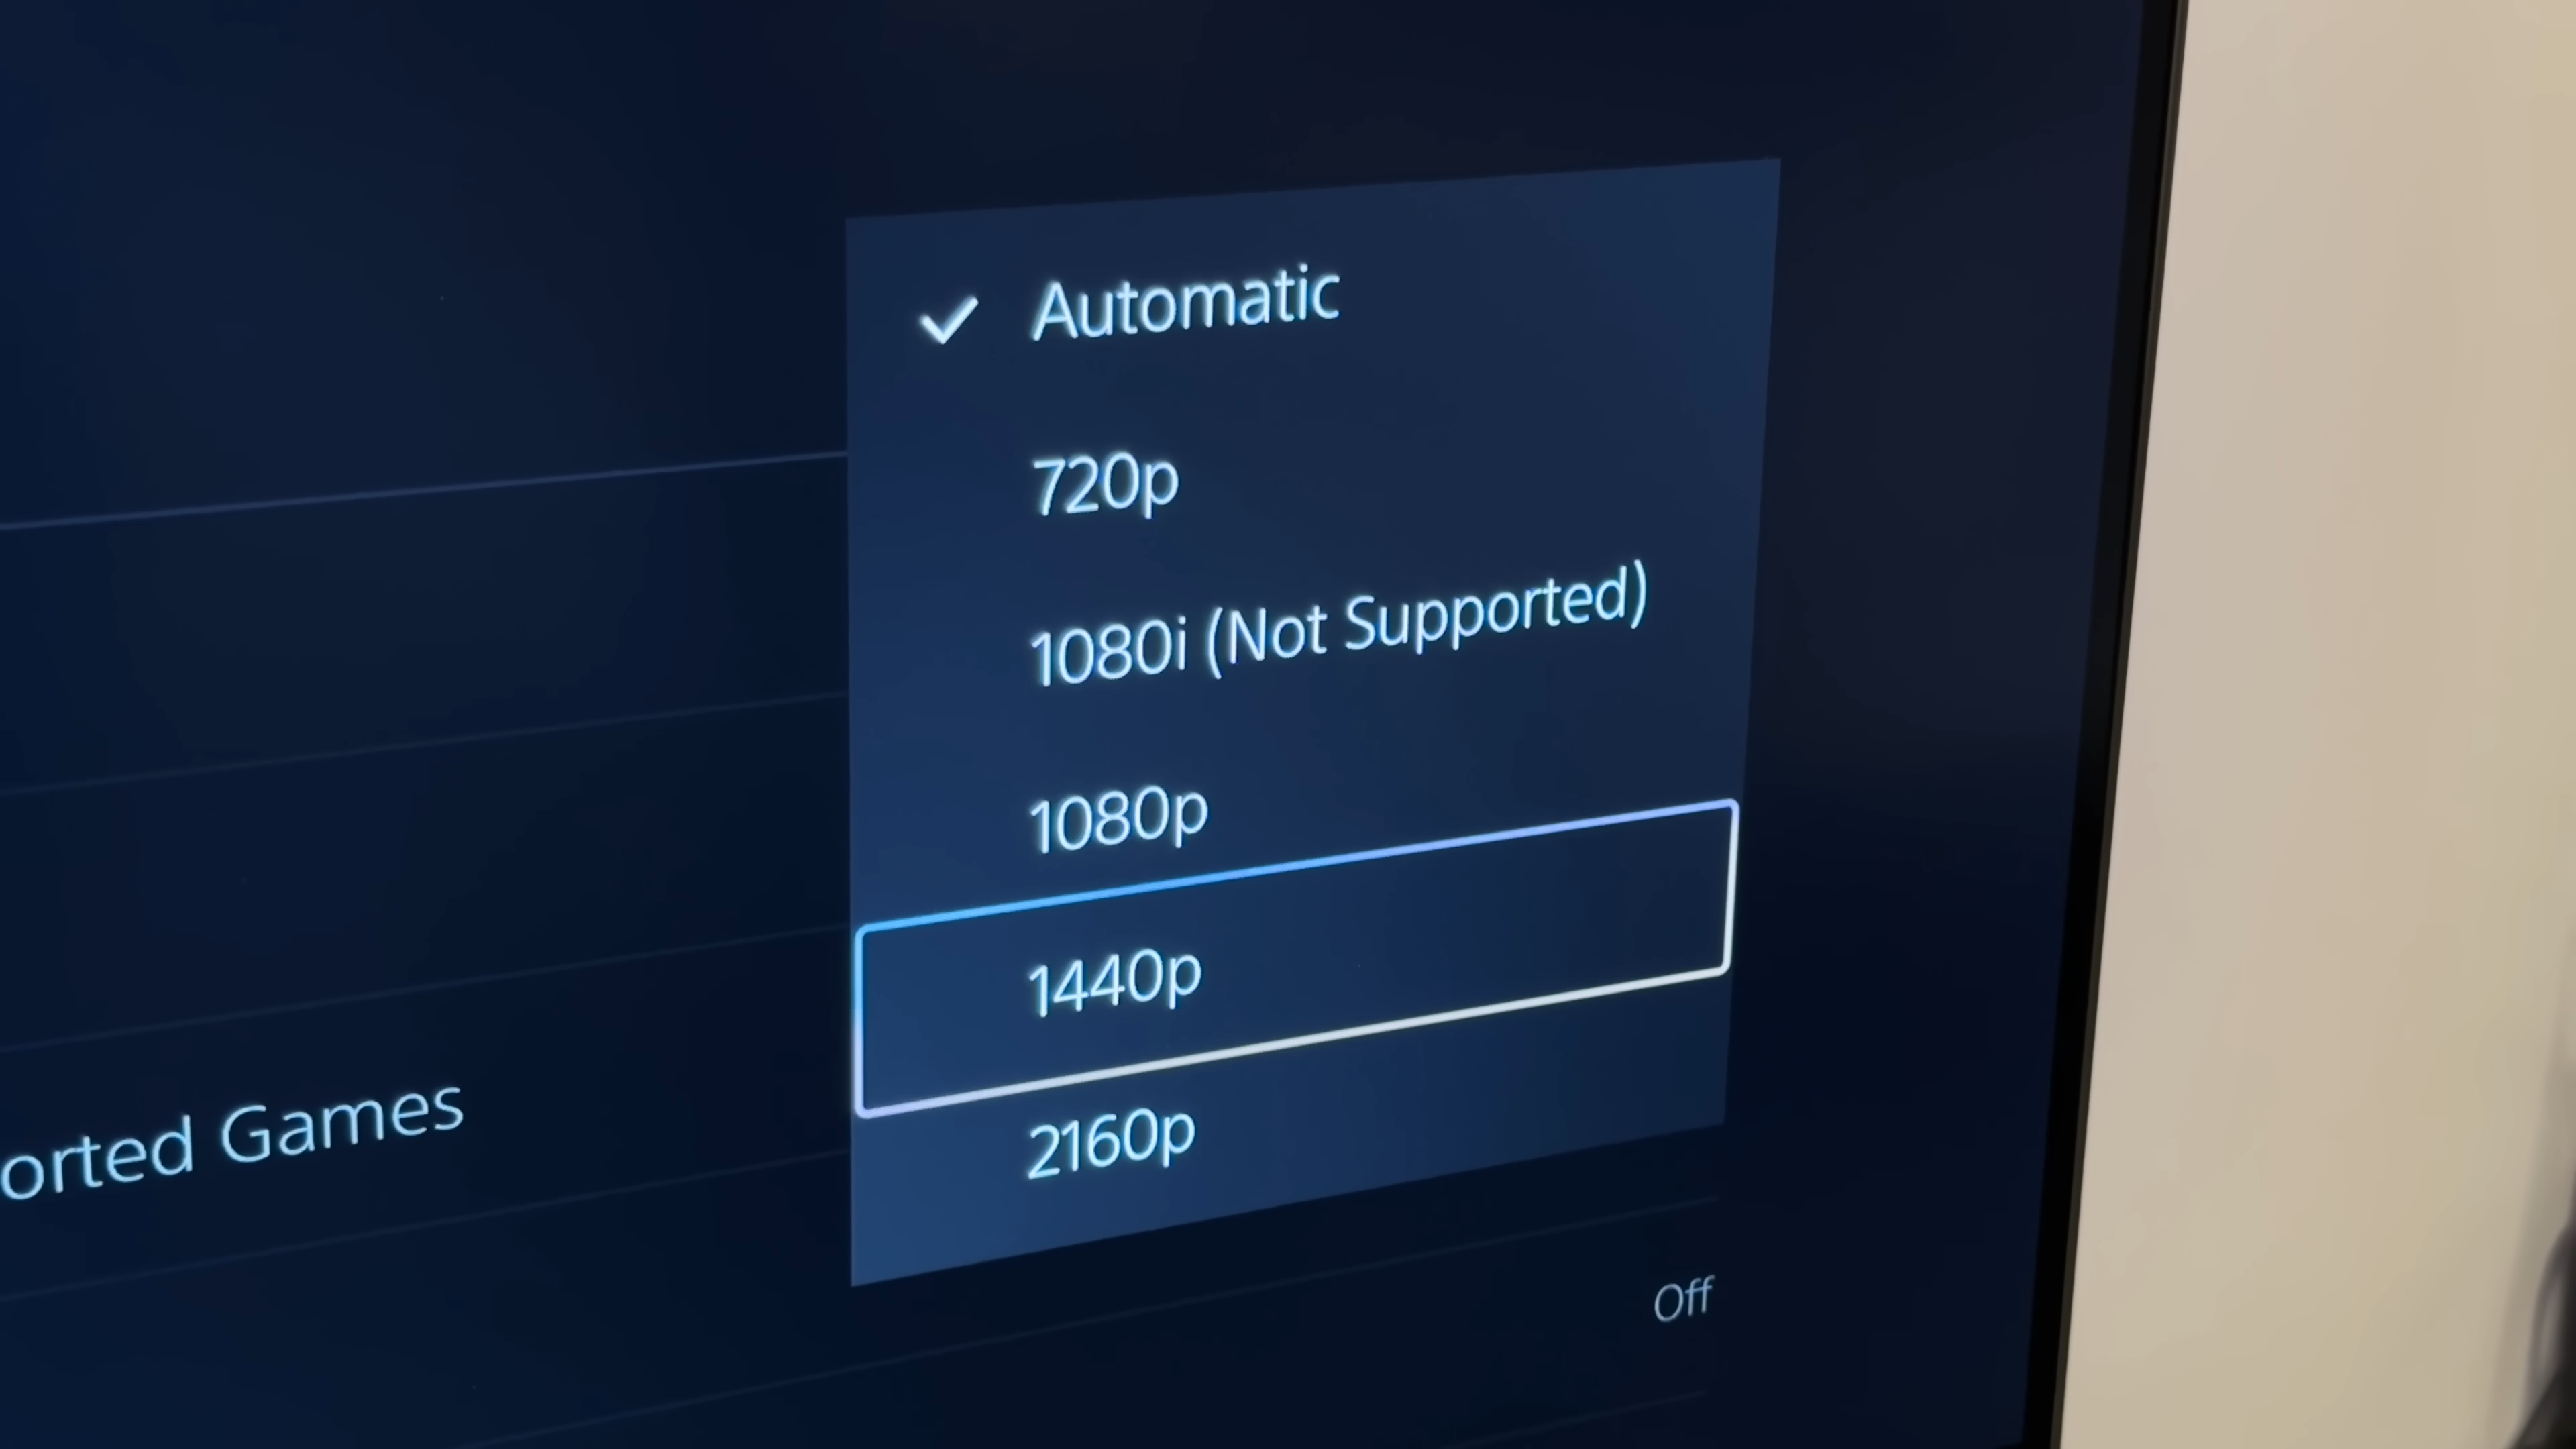 Automatic
720p
1080i (Not Supported)
1080p
1440p
2160p
orted Games
Off